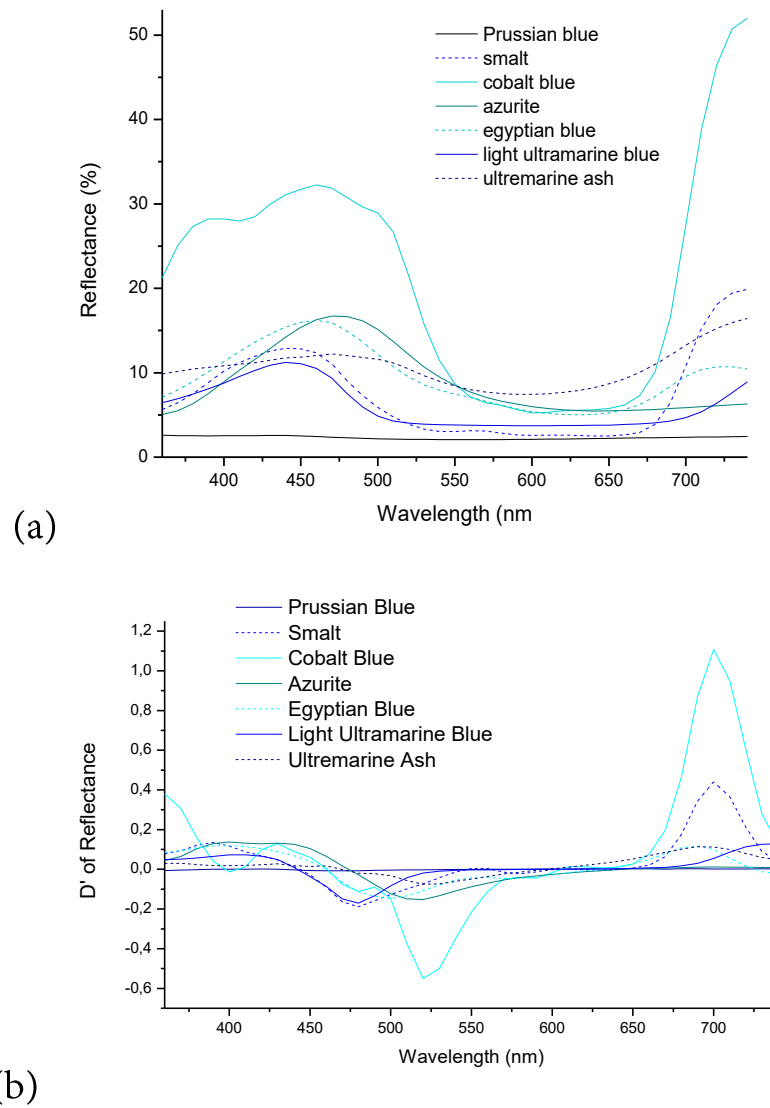 50
40
30
20
10
0
Reflectance (%)
Prussian blue
smalt
cobalt blue
azurite
egyptian blue
light ultramarine blue
ultremarine ash
400 450 500 550 600 650 700
Wavelength (nm
(a)
Prussian Blue
Smalt
Cobalt Blue
Azurite
Egyptian Blue
Light Ultramarine Blue
Ultremarine Ash
1,2
1,0
0,8
0,6
0,4
0,2
0,0
-0,2
-0,4
-0,6
D' of Reflectance
400 450 500 550 600 650 700
Wavelength (nm)
(b)